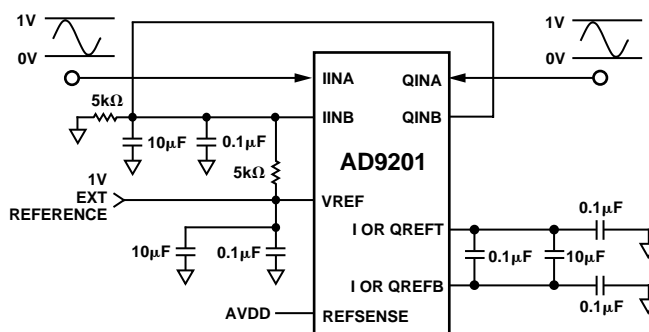 1V
0V
1V
0V
IINA
QINA
5kΩ
IINB
QINB
10µF
0.1µF
AD9201
5kΩ
1V
EXT
REFERENCE
VREF
10µF
0.1µF
I OR QREFT
0.1µF
0.1µF
10µF
I OR QREFB
0.1µF
AVDD
REFSENSE